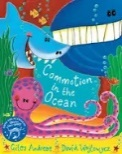 Commotion
in the
Ocean
Giles Andreae
David Wojtowycz